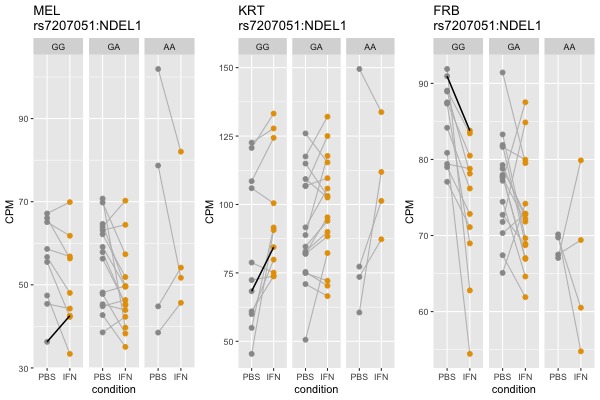 MEL
rs7207051:NDEL1
GG GA AA
CPM
90
70
50
30
PBS IFN PBS IFN PBS IFN
condition
KRT
rs7207051:NDEL1
GG GA AA
CPM
150
125
100
75
50
PBS IFN PBS IFN PBS IFN
condition
FRB
rs7207051:NDEL1
GG GA AA
CPM
90
80
70
60
PBS IFN PBS IFN PBS IFN
condition